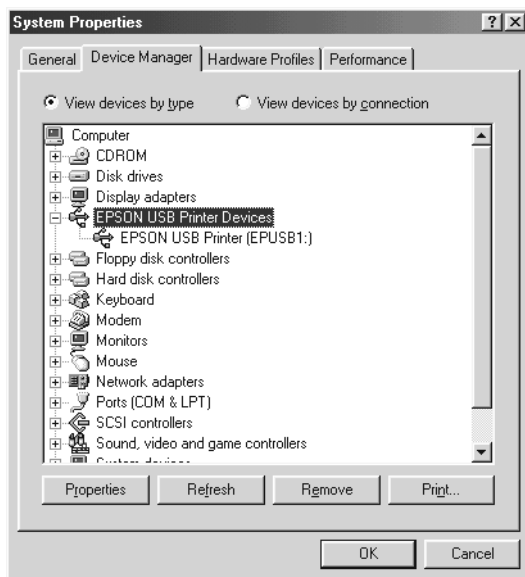 System Properties
? X
General Device Manager Hardware Profiles Performance
View devices by type View devices by connection
Computer
CDROM
Disk drives
Display adapters
EPSON USB Printer Devices
EPSON USB Printer (EPUSB1:)
Floppy disk controllers
Hard disk controllers
Keyboard
Modem
Monitors
Mouse
Network adapters
Ports (COM & LPT)
SCSI controllers
Sound, video and game controllers
Properties Refresh Remove Print...
OK Cancel